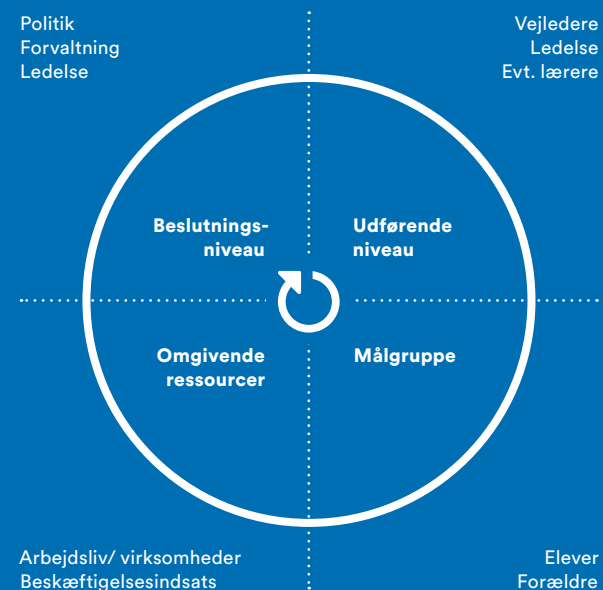 Politik
Forvaltning
Ledelse
Vejledere
Ledelse
Evt. lærere
Beslutnings-
niveau
Udførende
niveau
Omgivende
ressourcer
Målgruppe
Arbejdsliv/ virksomheder
Beskæftigelsesindsats
Elever
Forældre